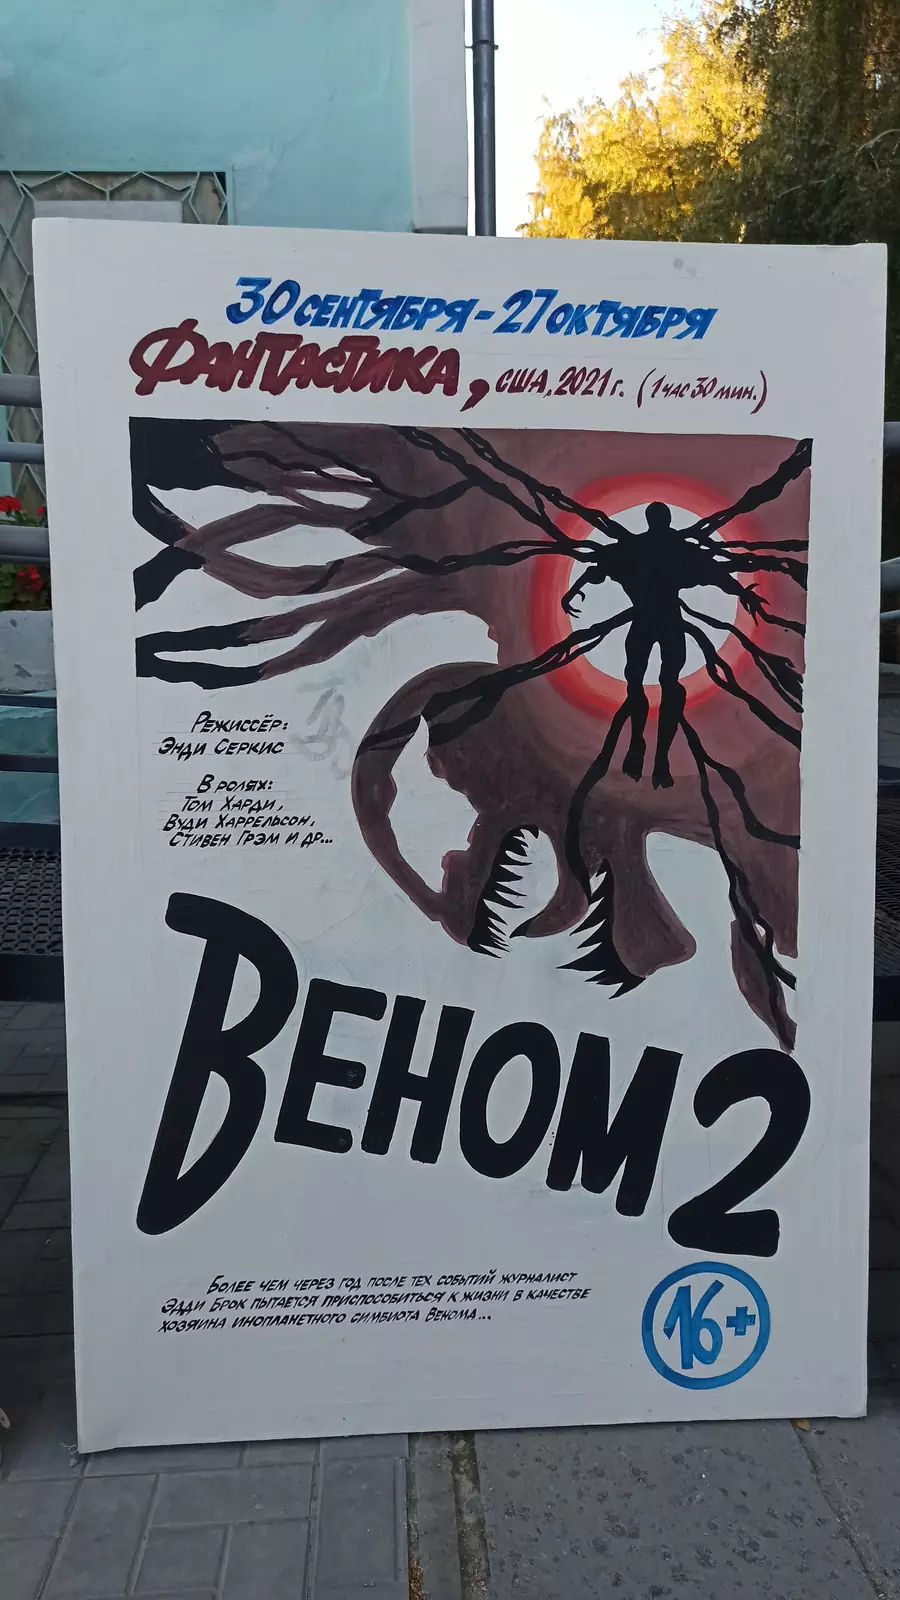 30 сентября - 27 октября
Фантастика, США, 2021 г. (1 час 30 мин.)
Режиссёр:
Энди Серкис
В ролях:
Том Харди,
Вуди Харрельсон,
Стивен Грэм и др...
Веном 2
Более чем через год после тех событий журналист
Эдди Брок пытается приспособиться к жизни в качестве
хозяина инопланетного симбиота Венома...
16+